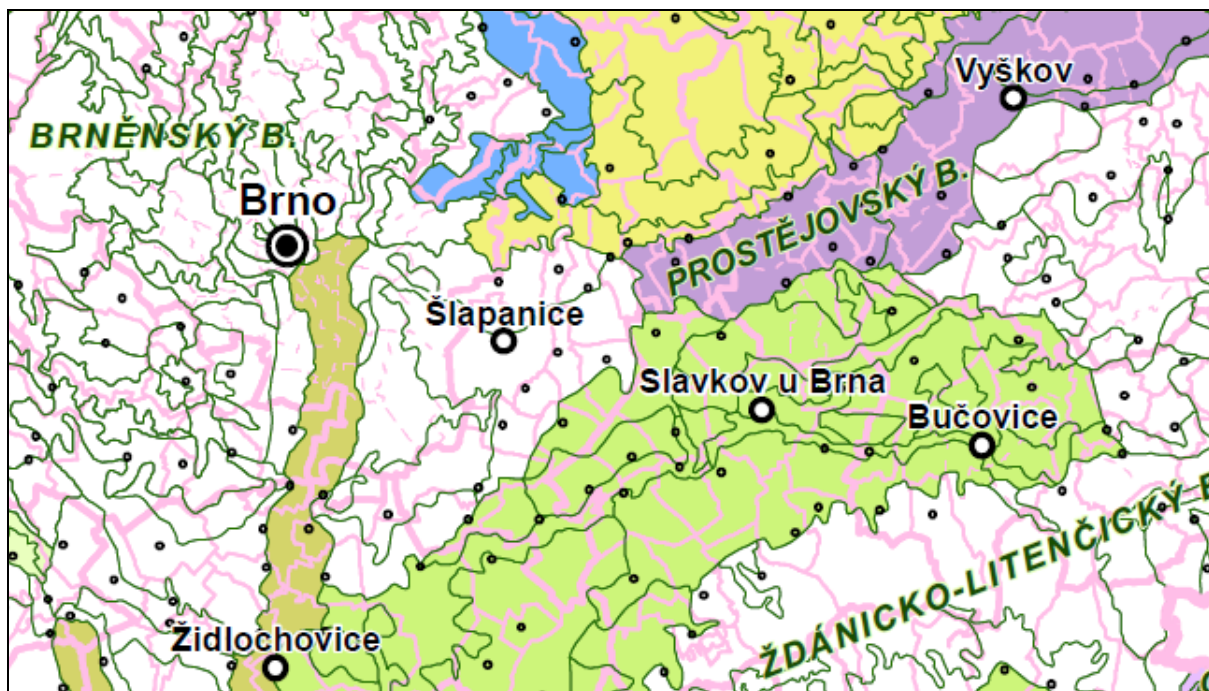 Vyškov
BRNĚNSKÝ B.
Brno
PROSTĚJOVSKÝ B.
Šlapanice
Slavkov u Brna
Bučovice
ŽDÁNICKO-LITENČICKÝ
Židlochovice